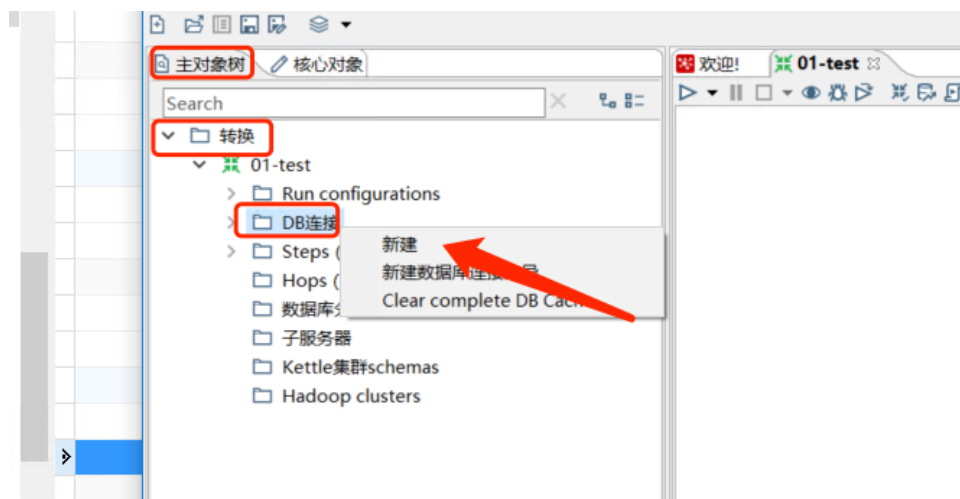 主对象树 核心对象
欢迎! 01-test
Search
转换
01-test
Run configurations
DB连接
新建
Steps (
新建数据库连接
Hops (
Clear complete DB Cach
数据库
子服务器
Kettle集群schemas
Hadoop clusters